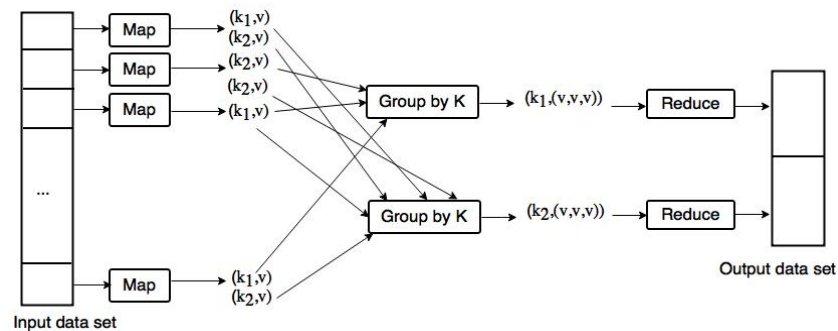 Map
(k₁,v)
(k₂,v)
Map
(k₂,v)
(k₂,v)
Map
(k₁,v)
Group by K
(k₁,(v,v,v))
Reduce
...
Group by K
(k₂,(v,v,v))
Reduce
Map
(k₁,v)
(k₂,v)
Input data set
Output data set